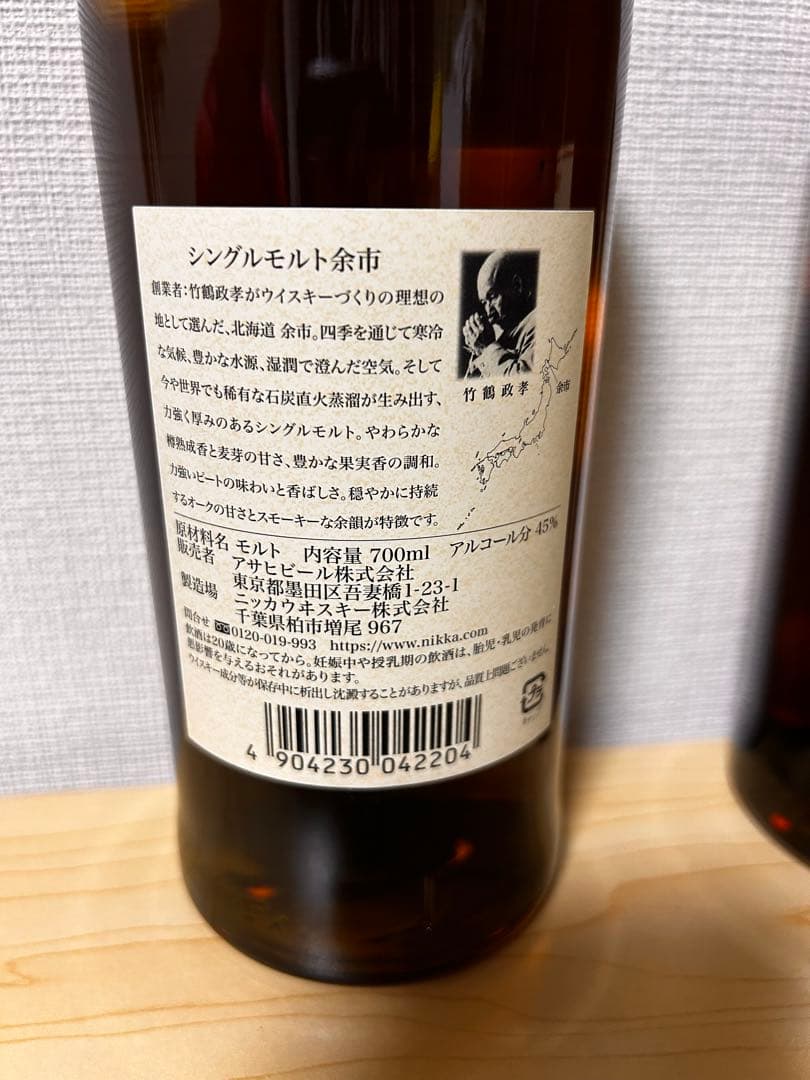 シングルモルト余市
創業者:竹鶴政孝がウイスキーづくりの理想の
地として選んだ、北海道 余市。四季を通じて寒冷
な気候、豊かな水源、湿潤で澄んだ空気。そして
今や世界でも稀有な石炭直火蒸溜が生み出す、
力強く厚みのあるシングルモルト。やわらかな
樽熟成香と麦芽の甘さ、豊かな果実香の調和。
力強いピートの味わいと香ばしさ。穏やかに持続
するオークの甘さとスモーキーな余韻が特徴です。
竹鶴政孝
余市
原材料名 モルト 内容量 700ml アルコール分 45%
販売者 アサヒビール株式会社
東京都墨田区吾妻橋1-23-1
製造場 ニッカウヰスキー株式会社
千葉県柏市増尾 967
問合せ 0120-019-993 https://www.nikka.com
飲酒は20歳になってから。妊娠中や授乳期の飲酒は、胎児・乳児の発育に
悪影響を与えるおそれがあります。
ウイスキー成分等が保存中に析出し沈澱することがありますが、品質上問題ございません。
4 904230 042204